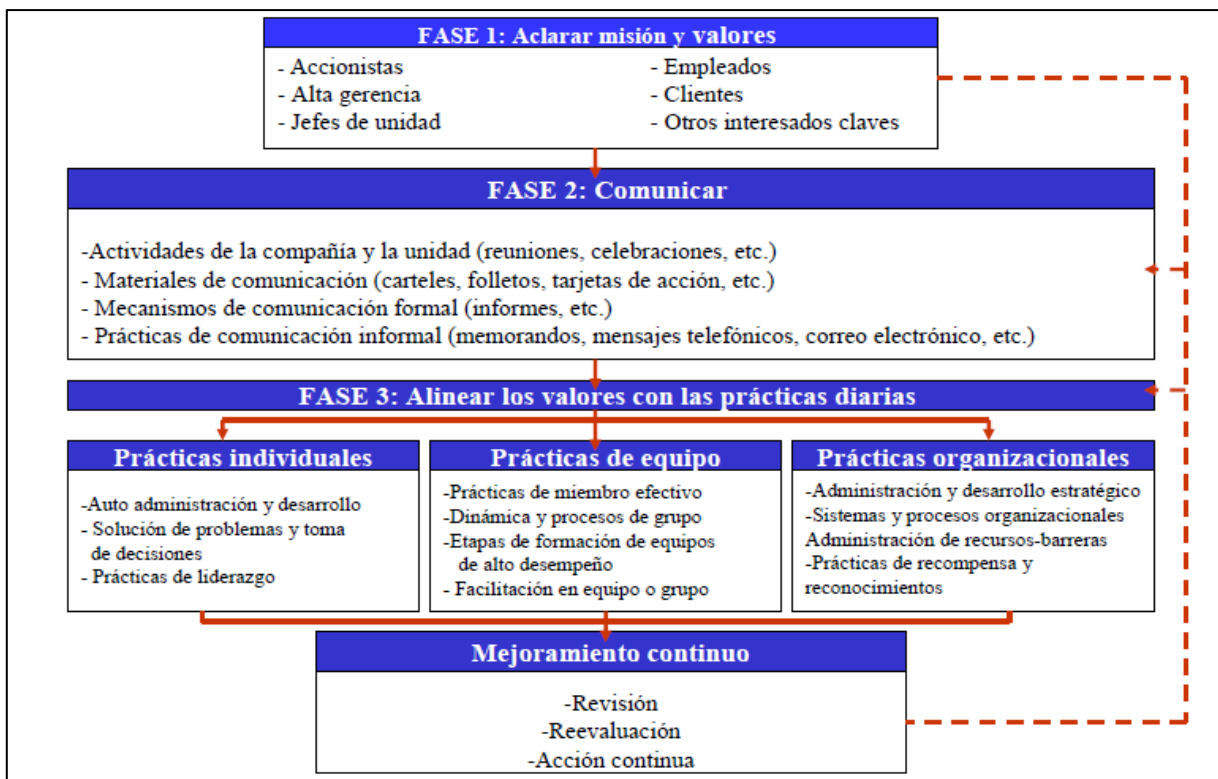 FASE 1: Aclarar misión y valores
- Accionistas
- Alta gerencia
- Jefes de unidad
- Empleados
- Clientes
- Otros interesados claves
FASE 2: Comunicar
-Actividades de la compañía y la unidad (reuniones, celebraciones, etc.)
- Materiales de comunicación (carteles, folletos, tarjetas de acción, etc.)
- Mecanismos de comunicación formal (informes, etc.)
- Prácticas de comunicación informal (memorandos, mensajes telefónicos, correo electrónico, etc.)
FASE 3: Alinear los valores con las prácticas diarias
Prácticas individuales
-Auto administración y desarrollo
- Solución de problemas y toma
de decisiones
- Prácticas de liderazgo
Prácticas de equipo
-Prácticas de miembro efectivo
-Dinámica y procesos de grupo
-Etapas de formación de equipos
de alto desempeño
- Facilitación en equipo o grupo
Prácticas organizacionales
-Administración y desarrollo estratégico
-Sistemas y procesos organizacionales
Administración de recursos-barreras
-Prácticas de recompensa y
reconocimientos
Mejoramiento continuo
-Revisión
-Reevaluación
-Acción continua